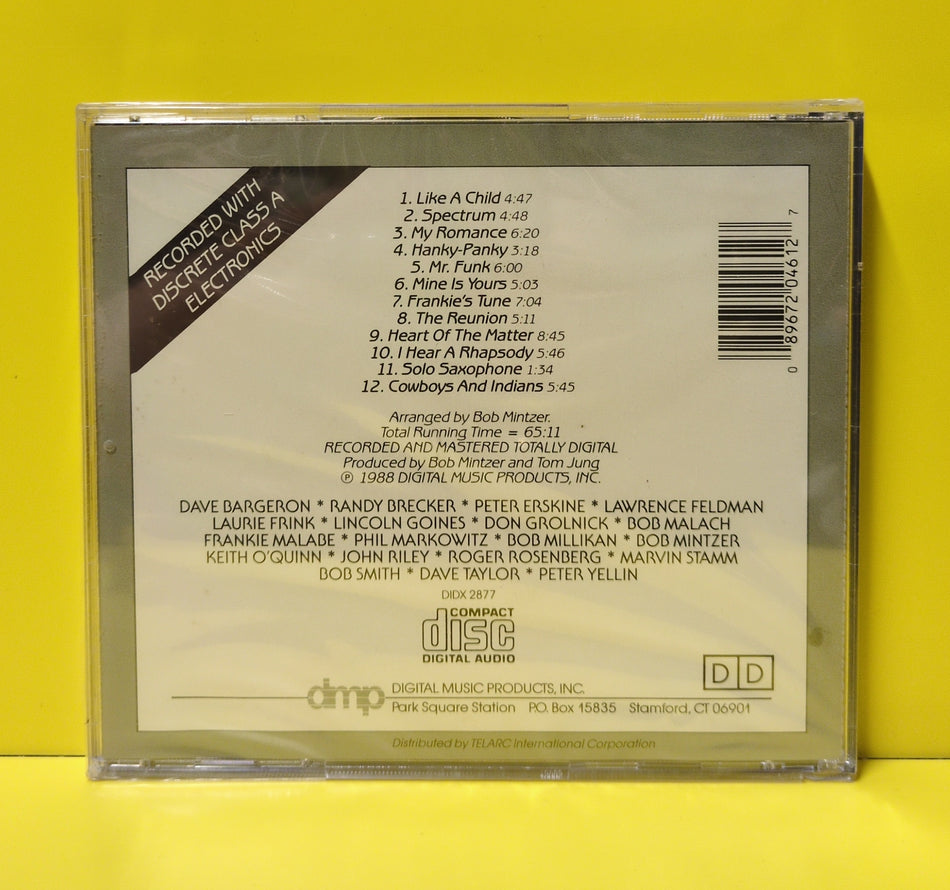 RECORDED WITH
DISCRETE CLASS A
ELECTRONICS
1. Like A Child 4:47
2. Spectrum 4:48
3. My Romance 6:20
4. Hanky-Panky 3:18
5. Mr. Funk 6:00
6. Mine Is Yours 5:03
7. Frankie's Tune 7:04
8. The Reunion 5:11
9. Heart Of The Matter 8:45
10. I Hear A Rhapsody 5:46
11. Solo Saxophone 1:34
12. Cowboys And Indians 5:45
0 89672 04612 7
Arranged by Bob Mintzer.
Total Running Time = 65:11
RECORDED AND MASTERED TOTALLY DIGITAL
Produced by Bob Mintzer and Tom Jung
℗ 1988 DIGITAL MUSIC PRODUCTS, INC.
DAVE BARGERON * RANDY BRECKER * PETER ERSKINE * LAWRENCE FELDMAN
LAURIE FRINK * LINCOLN GOINES * DON GROLNICK * BOB MALACH
FRANKIE MALABE * PHIL MARKOWITZ * BOB MILLIKAN * BOB MINTZER
KEITH O'QUINN * JOHN RILEY * ROGER ROSENBERG * MARVIN STAMM
BOB SMITH * DAVE TAYLOR * PETER YELLIN
DIDX 2877
COMPACT
disc
DIGITAL AUDIO
D D
dmp DIGITAL MUSIC PRODUCTS, INC.
Park Square Station P.O. Box 15835 Stamford, CT 06901
Distributed by TELARC International Corporation